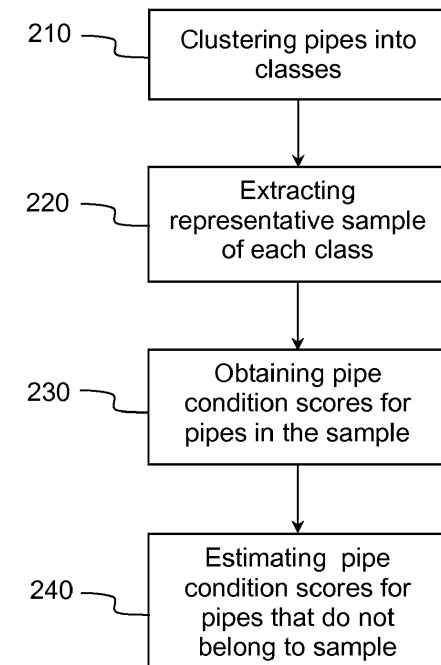 210
Clustering pipes into
classes
220
Extracting
representative sample
of each class
230
Obtaining pipe
condition scores for
pipes in the sample
240
Estimating pipe
condition scores for
pipes that do not
belong to sample